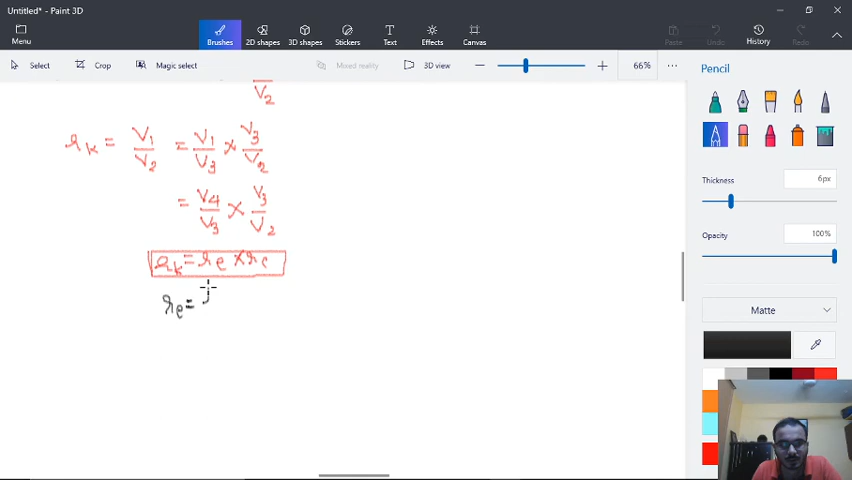 Untitled* - Paint 3D
Menu
Brushes
2D shapes
3D shapes
Stickers
Text
Effects
Canvas
Paste
Undo
History
Redo
Select
Crop
Magic select
Mixed reality
3D view
66%
Pencil
Thickness
6px
Opacity
100%
Matte
V2
rk = V1/V2 = V1/V3 × V3/V2
= V4/V3 × V3/V2
rk = re × rc
re =